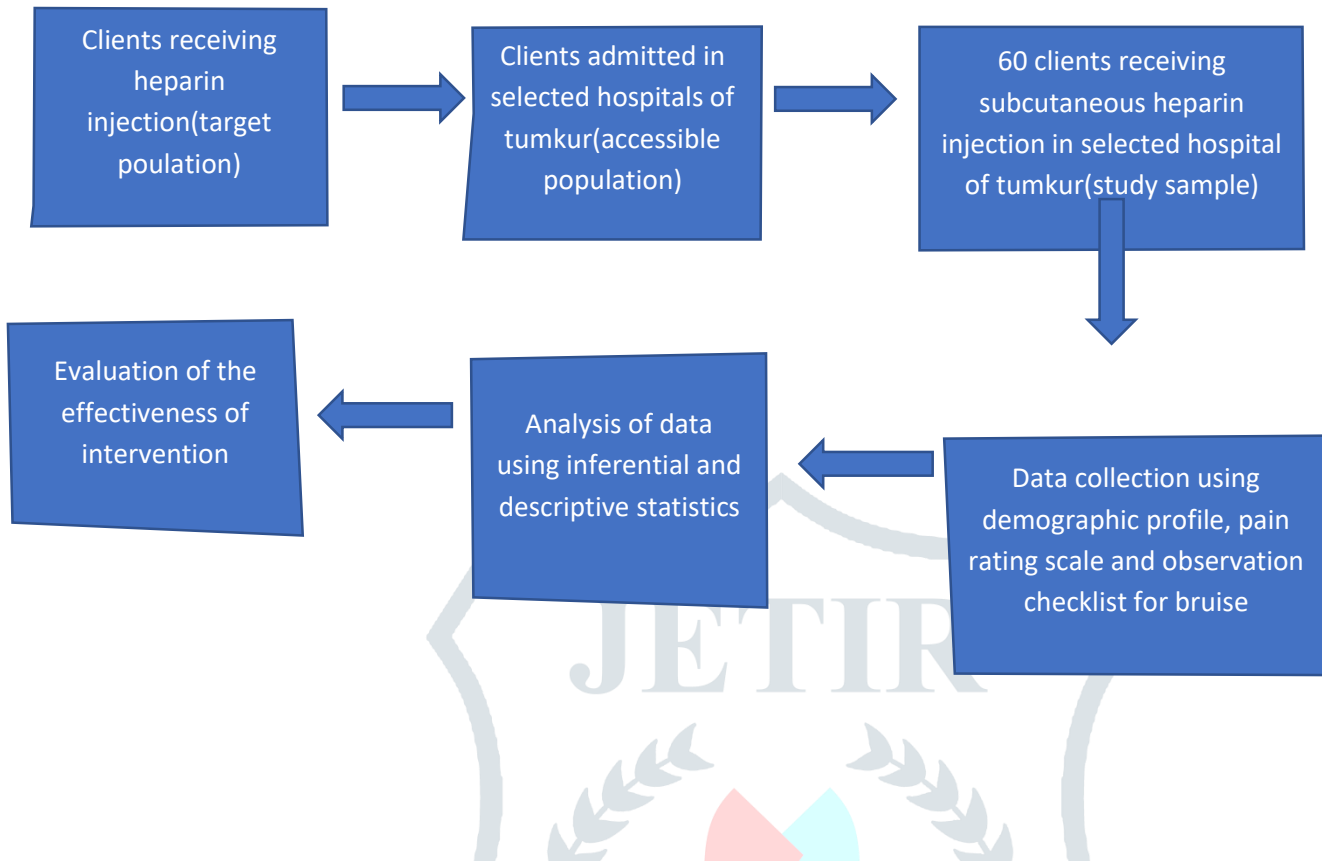 Clients receiving
heparin
injection(target
poulation)
Clients admitted in
selected hospitals of
tumkur(accessible
population)
60 clients receiving
subcutaneous heparin
injection in selected hospital
of tumkur(study sample)
Data collection using
demographic profile, pain
rating scale and observation
checklist for bruise
Analysis of data
using inferential and
descriptive statistics
Evaluation of the
effectiveness of
intervention
JETIR